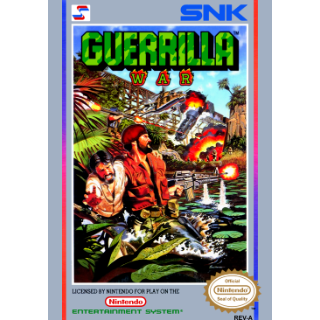 SNK
GUERRILLA
WAR
LICENSED BY NINTENDO FOR PLAY ON THE
Nintendo
ENTERTAINMENT SYSTEM
Official
Nintendo
Seal of Quality
REV-A